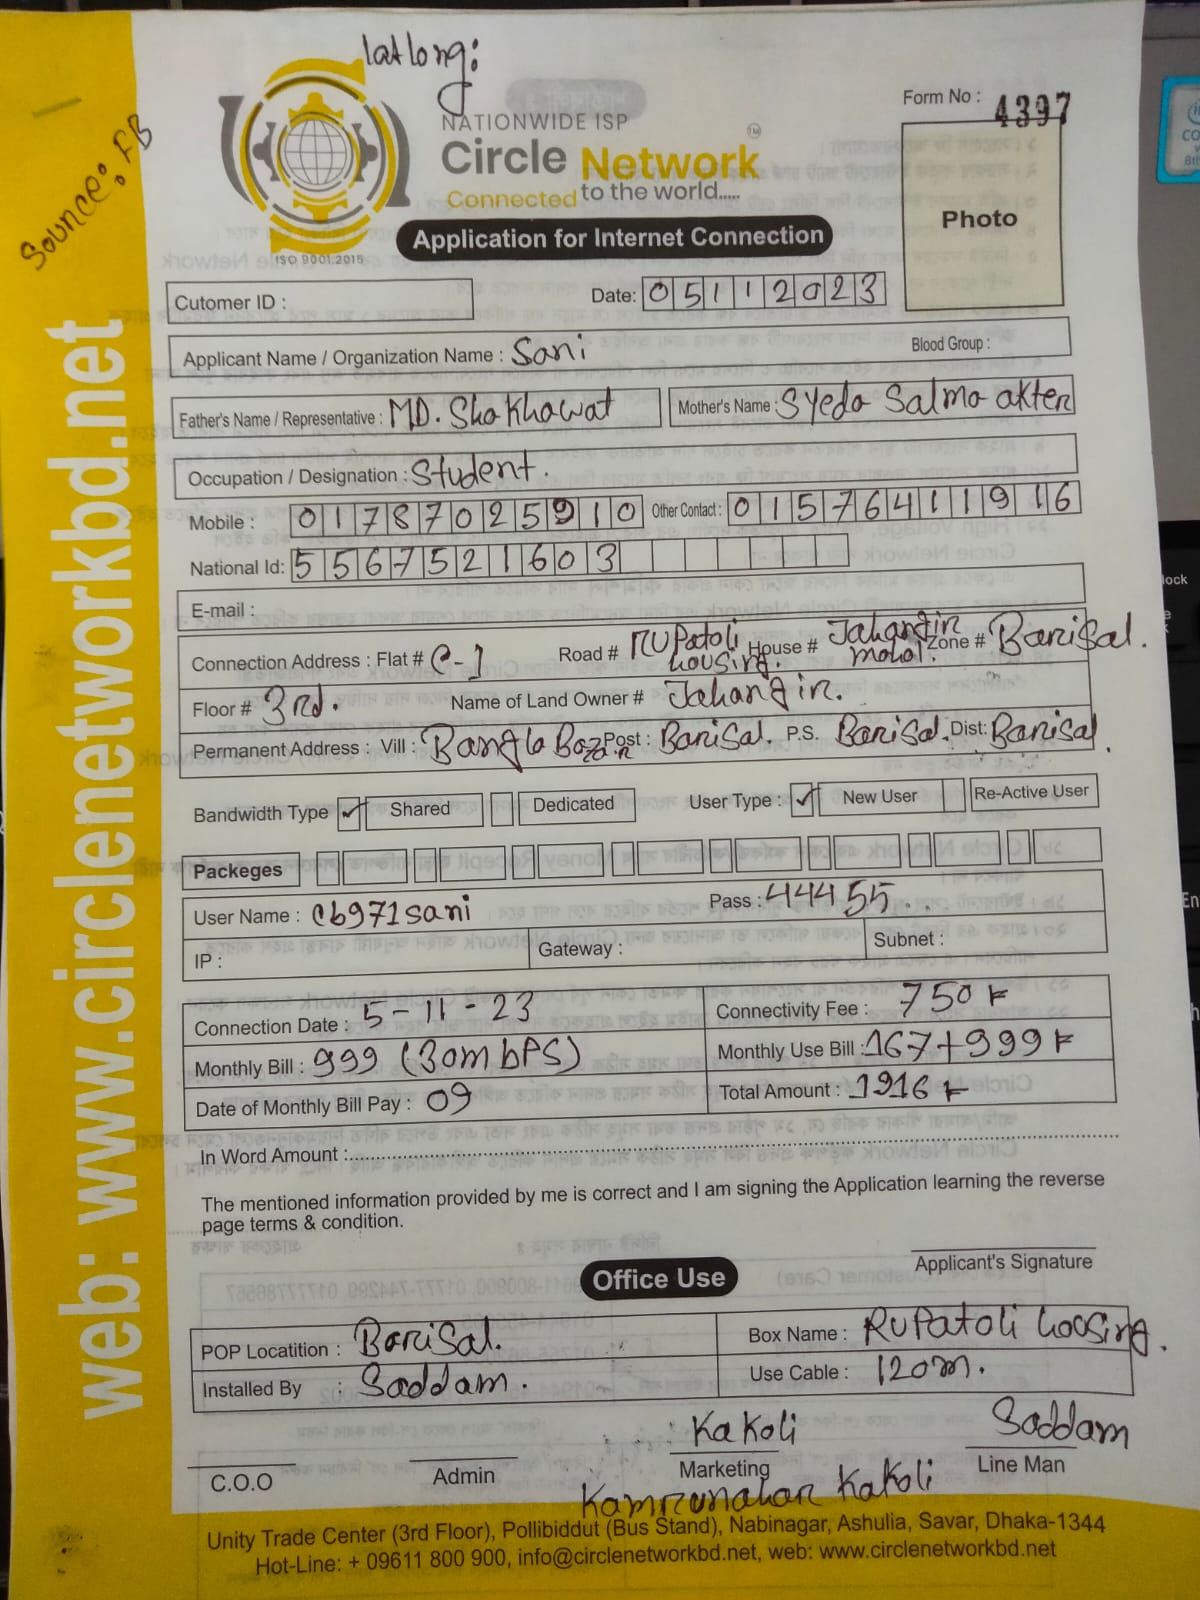 latlong:
Source: FB
NATIONWIDE ISP
Circle Network TM
Connected to the world.....
ISO 9001:2015
Form No : 4397
Photo
Application for Internet Connection
Cutomer ID :
Date: 05112023
Applicant Name / Organization Name : Sani
Blood Group :
Father's Name / Representative : MD. Shakhawat
Mother's Name : Syeda Salma akter
Occupation / Designation : Student.
Mobile : 01787025910 Other Contact : 01576411916
National Id: 5567521603
E-mail :
Connection Address : Flat # C-1 Road # RUPatoli housing. House # Jahangir mohol. Zone # Barisal.
Floor # 3rd. Name of Land Owner # Jahangir.
Permanent Address : Vill : Bangla Bazar Post : Barisal. P.S. Barisal. Dist: Barisal.
Bandwidth Type ✓ Shared Dedicated User Type : ✓ New User Re-Active User
Packeges
User Name : cb971sani Pass : 44455..
IP : Gateway : Subnet :
Connection Date : 5-11-23 Connectivity Fee : 750 ৳
Monthly Bill : 999 (30mbps) Monthly Use Bill : 167+999 ৳
Date of Monthly Bill Pay : 09 Total Amount : 1916 ৳
In Word Amount :
The mentioned information provided by me is correct and I am signing the Application learning the reverse
page terms & condition.
Applicant's Signature
Office Use
POP Locatition : Barisal. Box Name : RUPatoli housing.
Installed By : Saddam. Use Cable : 120m.
Kakoli Saddam
C.O.O Admin Marketing Line Man
Kamrunahar Kakoli
Unity Trade Center (3rd Floor), Pollibiddut (Bus Stand), Nabinagar, Ashulia, Savar, Dhaka-1344
Hot-Line: + 09611 800 900, info@circlenetworkbd.net, web: www.circlenetworkbd.net
web: www.circlenetworkbd.net